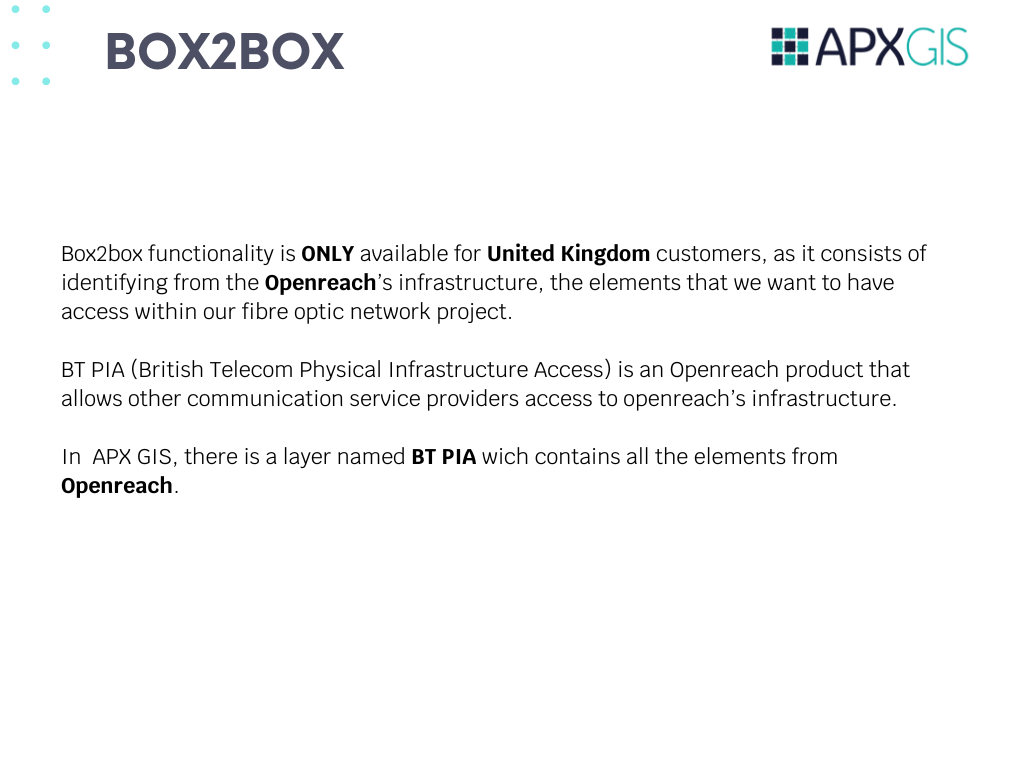 BOX2BOX
APXGIS
Box2box functionality is ONLY available for United Kingdom customers, as it consists of
identifying from the Openreach’s infrastructure, the elements that we want to have
access within our fibre optic network project.
BT PIA (British Telecom Physical Infrastructure Access) is an Openreach product that
allows other communication service providers access to openreach’s infrastructure.
In  APX GIS, there is a layer named BT PIA wich contains all the elements from
Openreach.